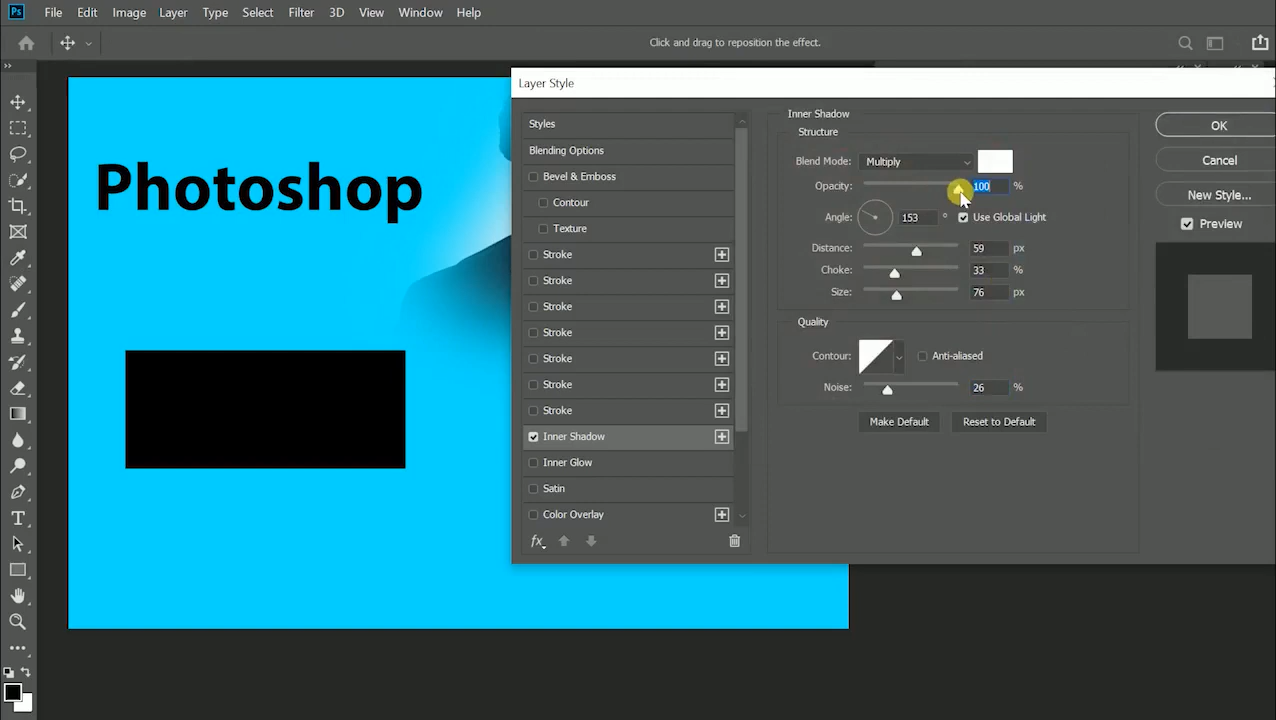 Ps File Edit Image Layer Type Select Filter 3D View Window Help
Click and drag to reposition the effect.
Layer Style
Photoshop
Styles
Blending Options
Bevel & Emboss
Contour
Texture
Stroke
Stroke
Stroke
Stroke
Stroke
Stroke
Stroke
Inner Shadow
Inner Glow
Satin
Color Overlay
fx
Inner Shadow
Structure
Blend Mode: Multiply
Opacity: 100 %
Angle: 153 ° Use Global Light
Distance: 59 px
Choke: 33 %
Size: 76 px
Quality
Contour: Anti-aliased
Noise: 26 %
Make Default Reset to Default
OK
Cancel
New Style...
Preview